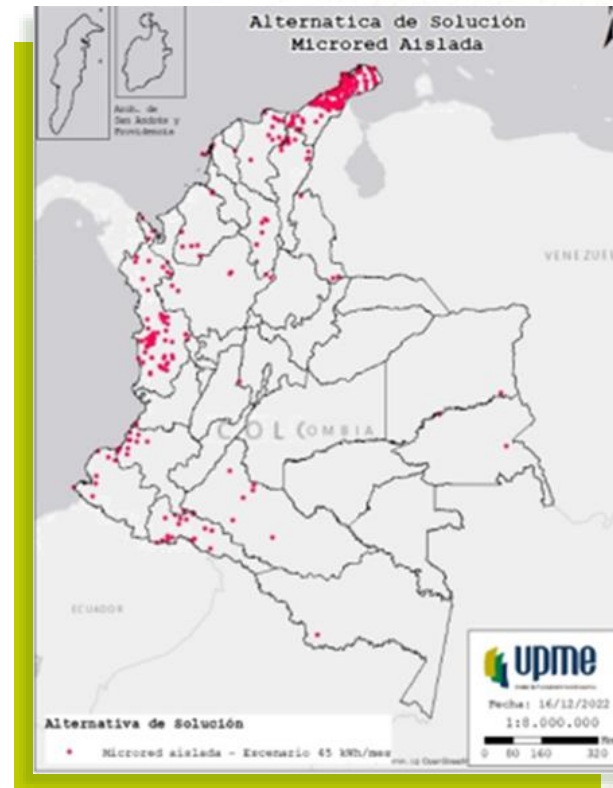 Alternatica de Solución
Microred Aislada
Arch. de
San Andrés y
Providencia
VENEZUEL
COLOMBIA
ECUADOR
upme
Fecha: 16/12/2022
1:8.000.000
0 80 160 320
Alternativa de Solución
Microred aislada - Escenario 45 kWh/mes